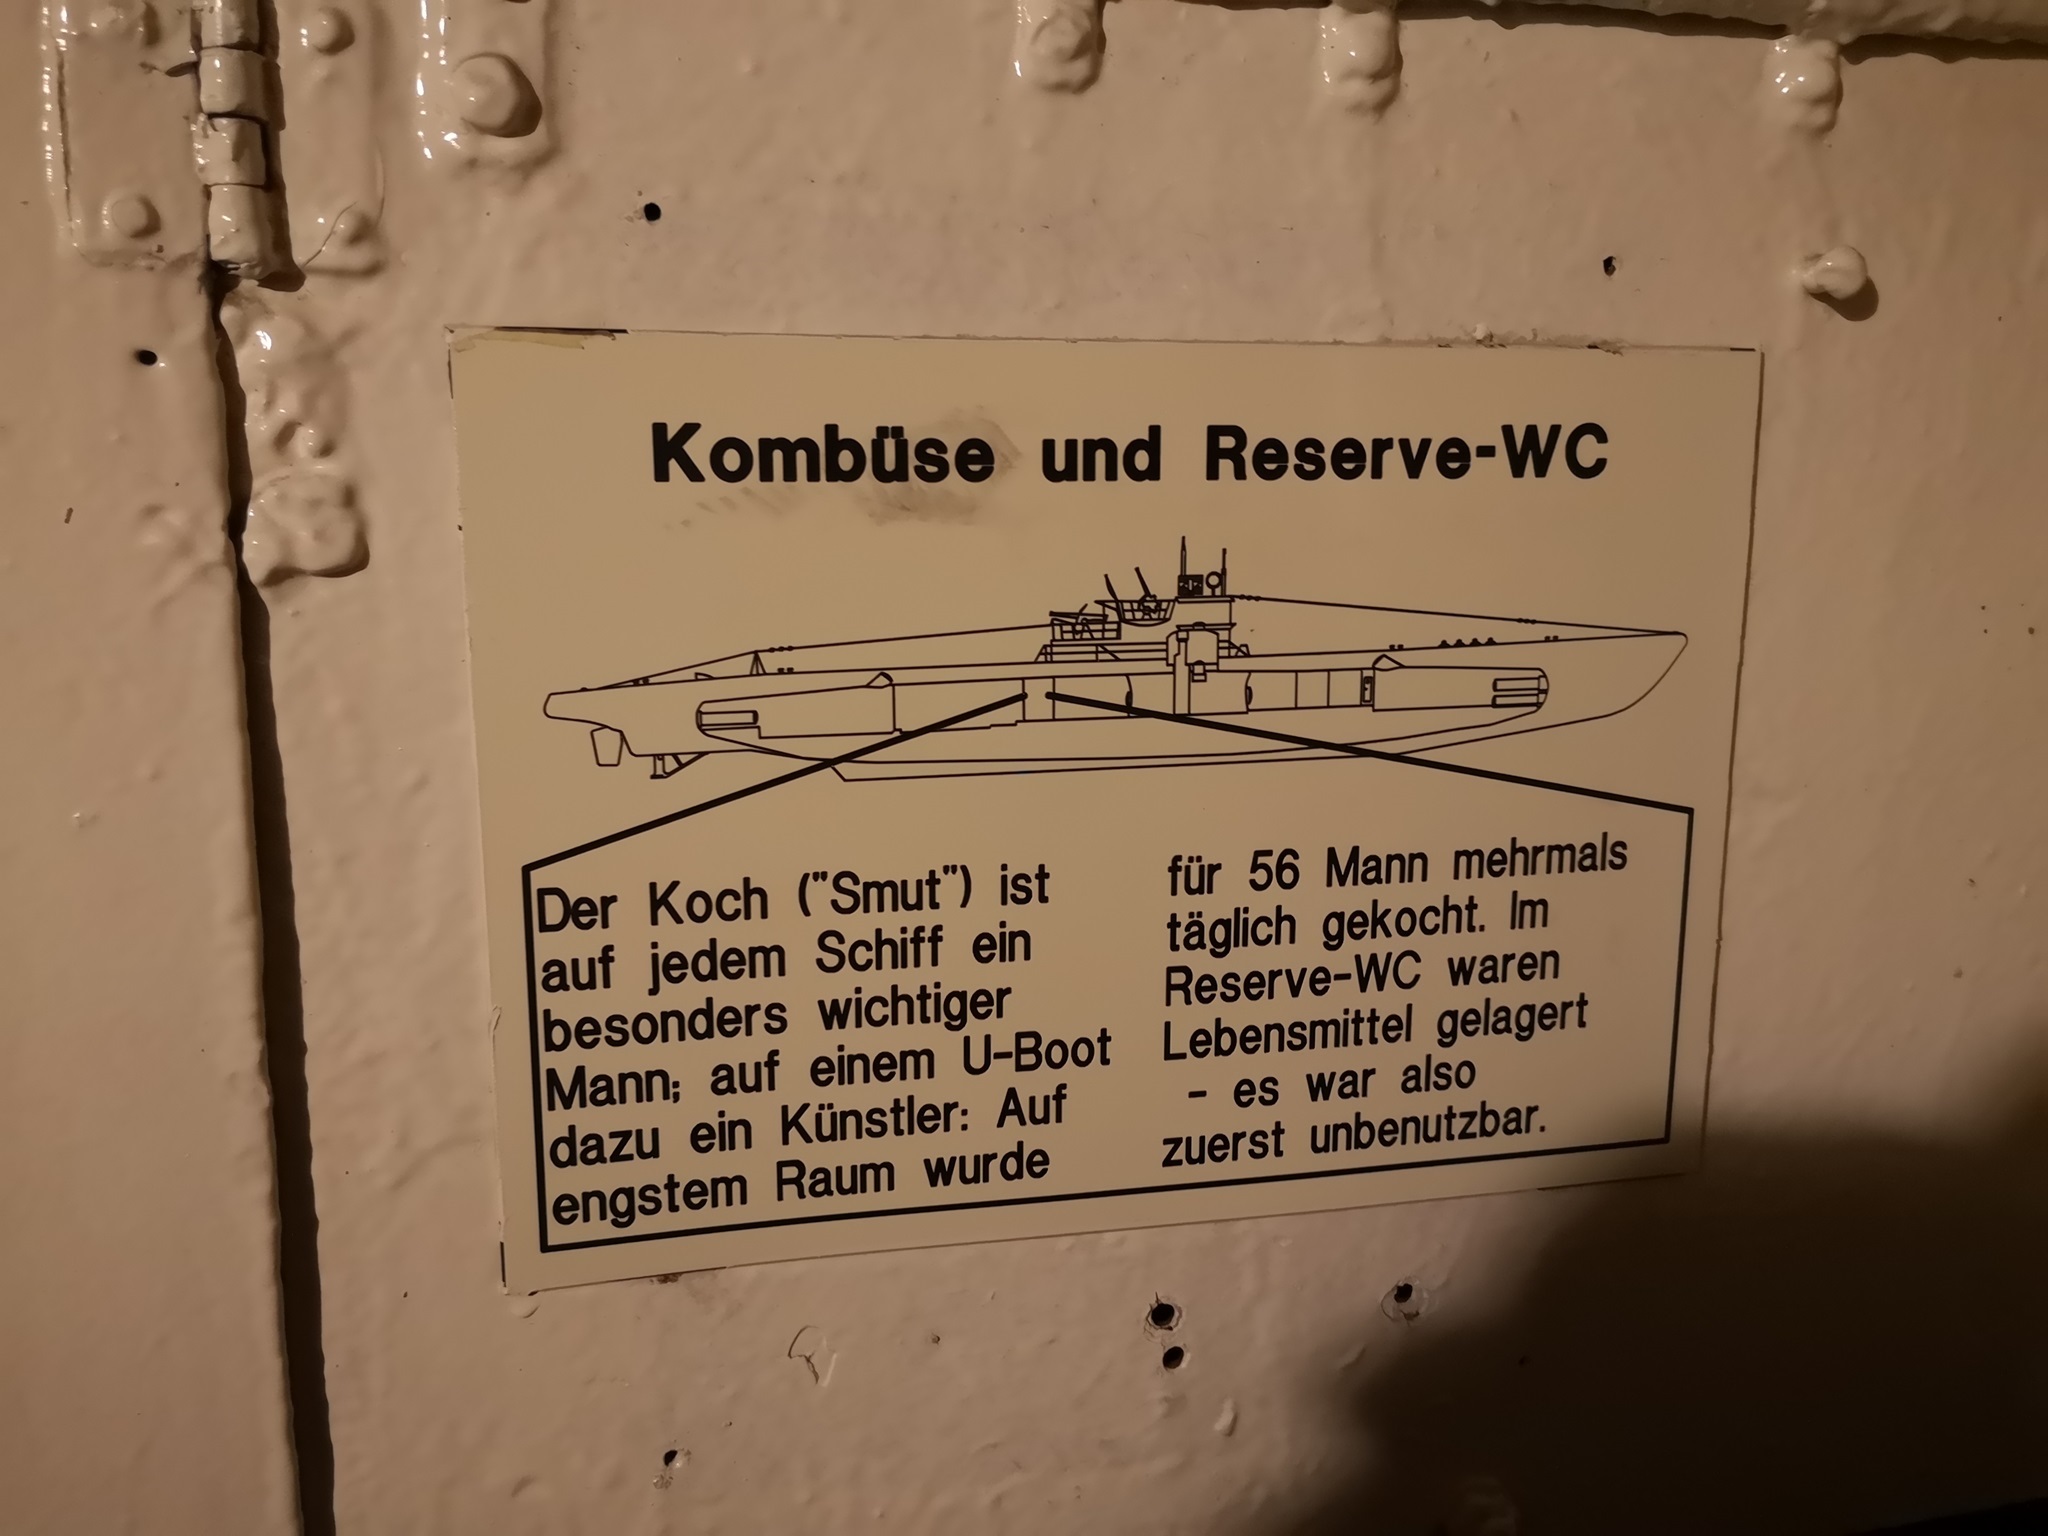 Kombüse und Reserve-WC
Der Koch ("Smut") ist
auf jedem Schiff ein
besonders wichtiger
Mann; auf einem U-Boot
dazu ein Künstler: Auf
engstem Raum wurde
für 56 Mann mehrmals
täglich gekocht. Im
Reserve-WC waren
Lebensmittel gelagert
- es war also
zuerst unbenutzbar.